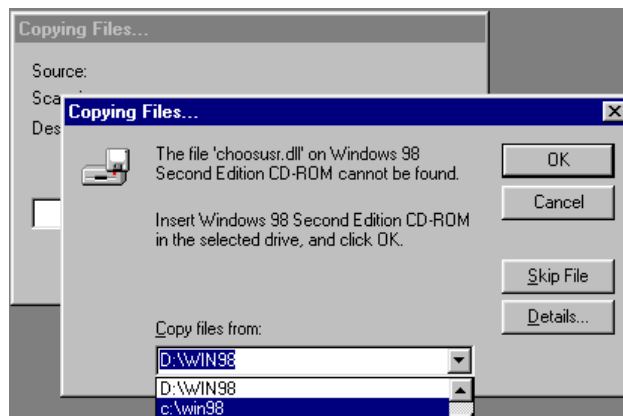 Copying Files...
Source:
Sca
Des
Copying Files...
The file 'choosusr.dll' on Windows 98
Second Edition CD-ROM cannot be found.
Insert Windows 98 Second Edition CD-ROM
in the selected drive, and click OK.
OK
Cancel
Skip File
Details...
Copy files from:
D:\WIN98
D:\WIN98
c:\win98